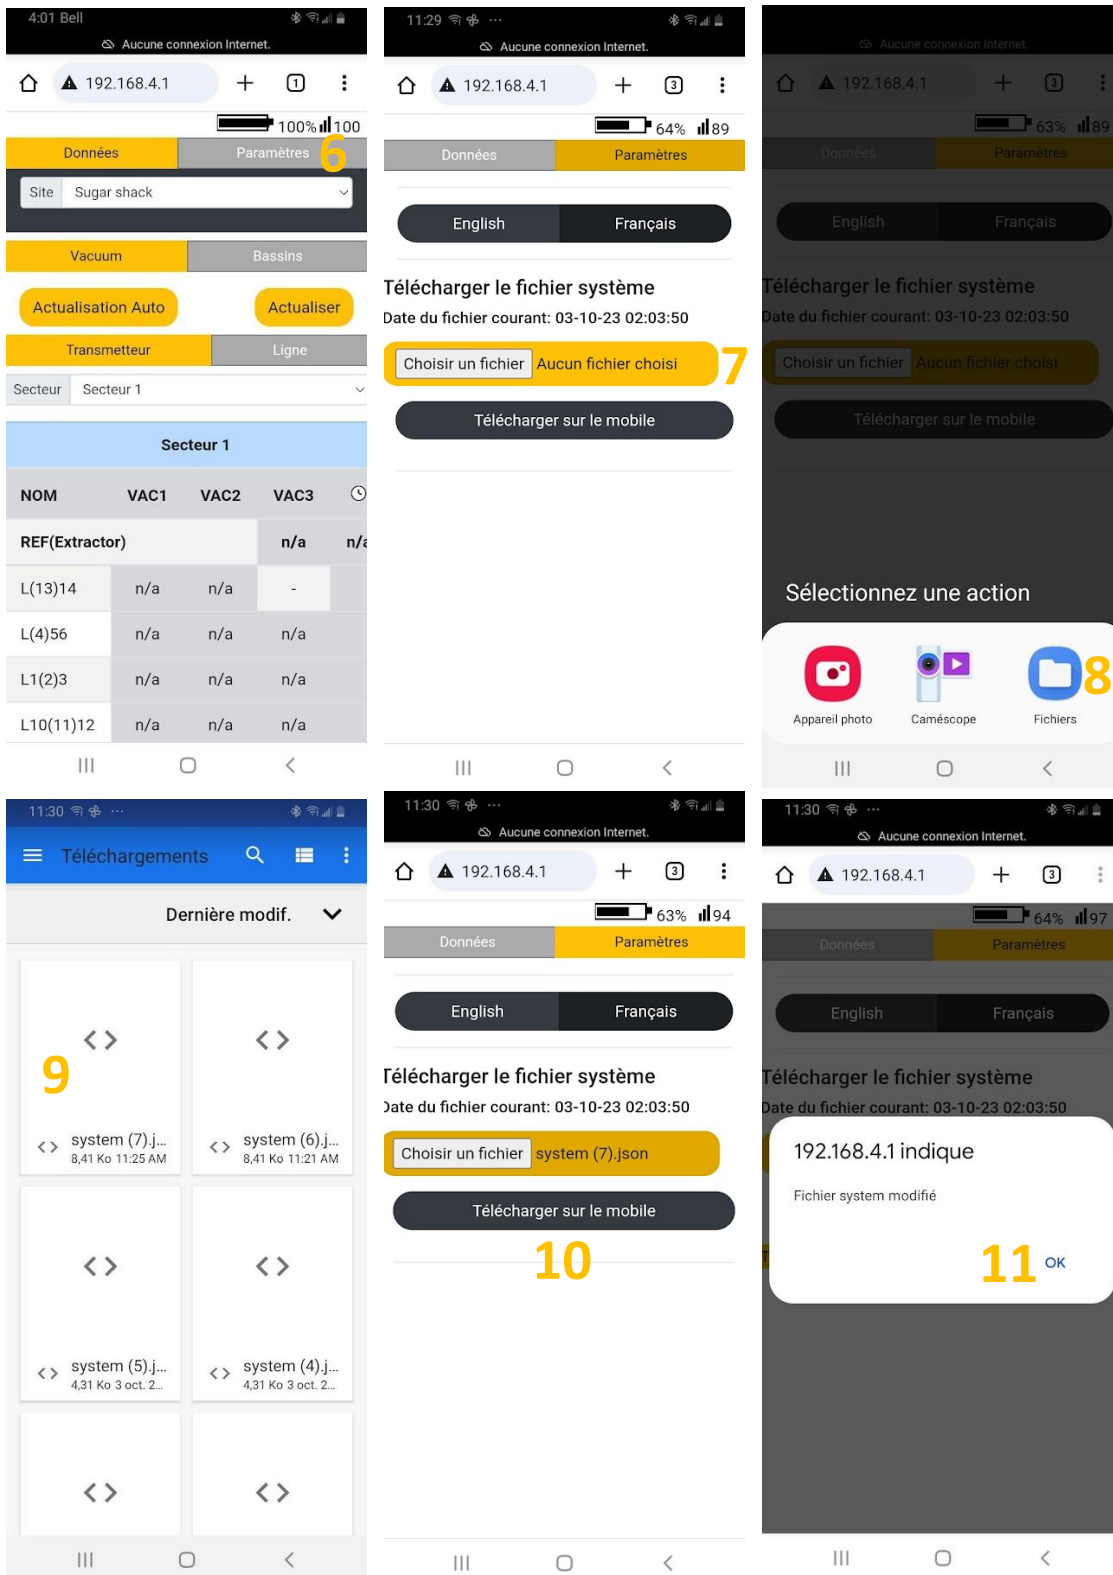 4:01 Bell
Aucune connexion Internet.
192.168.4.1
1
100% 100
Données Paramètres
6
Site Sugar shack
Vacuum Bassins
Actualisation Auto Actualiser
Transmetteur Ligne
Secteur Secteur 1
Secteur 1
NOM VAC1 VAC2 VAC3
REF(Extractor) n/a n/a
L(13)14 n/a n/a -
L(4)56 n/a n/a n/a
L1(2)3 n/a n/a n/a
L10(11)12 n/a n/a n/a
11:29
Aucune connexion Internet.
192.168.4.1
3
64% 89
Données Paramètres
English Français
Télécharger le fichier système
Date du fichier courant: 03-10-23 02:03:50
Choisir un fichier Aucun fichier choisi
7
Télécharger sur le mobile
Aucune connexion Internet.
192.168.4.1
3
63% 89
Données Paramètres
English Français
Télécharger le fichier système
Date du fichier courant: 03-10-23 02:03:50
Choisir un fichier Aucun fichier choisi
Télécharger sur le mobile
Sélectionnez une action
8
Appareil photo Caméscope Fichiers
11:30
Téléchargements
Dernière modif.
9
system (7).j... system (6).j...
8,41 Ko 11:25 AM 8,41 Ko 11:21 AM
system (5).j... system (4).j...
4,31 Ko 3 oct. 2... 4,31 Ko 3 oct. 2...
11:30
Aucune connexion Internet.
192.168.4.1
3
63% 94
Données Paramètres
English Français
Télécharger le fichier système
Date du fichier courant: 03-10-23 02:03:50
Choisir un fichier system (7).json
Télécharger sur le mobile
10
11:30
Aucune connexion Internet.
192.168.4.1
3
64% 97
Données Paramètres
English Français
Télécharger le fichier système
Date du fichier courant: 03-10-23 02:03:50
192.168.4.1 indique
Fichier system modifié
11
OK